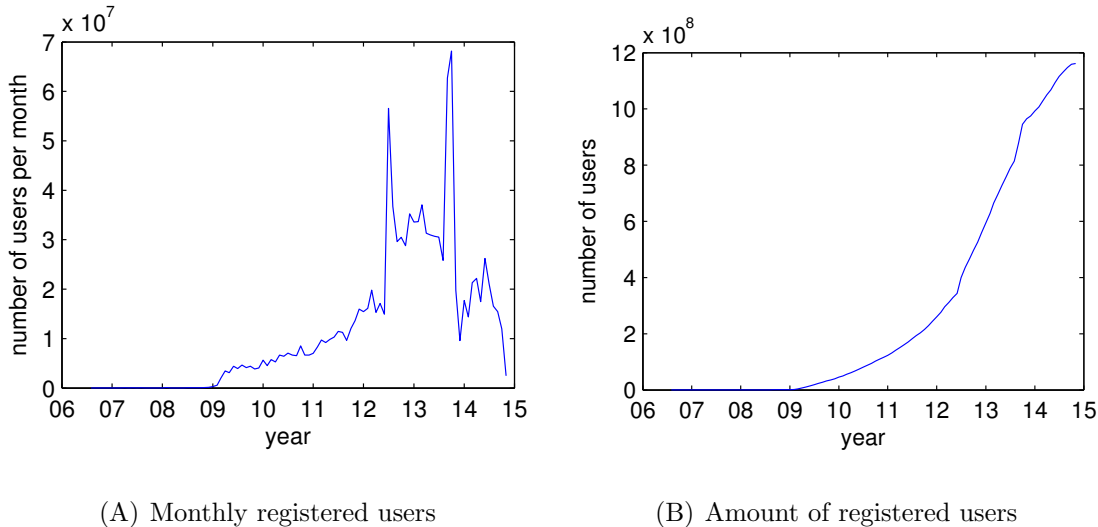 x 10^7
7
6
5
4
3
2
1
0
number of users per month
06 07 08 09 10 11 12 13 14 15
year
(A) Monthly registered users
x 10^8
12
10
8
6
4
2
0
number of users
06 07 08 09 10 11 12 13 14 15
year
(B) Amount of registered users